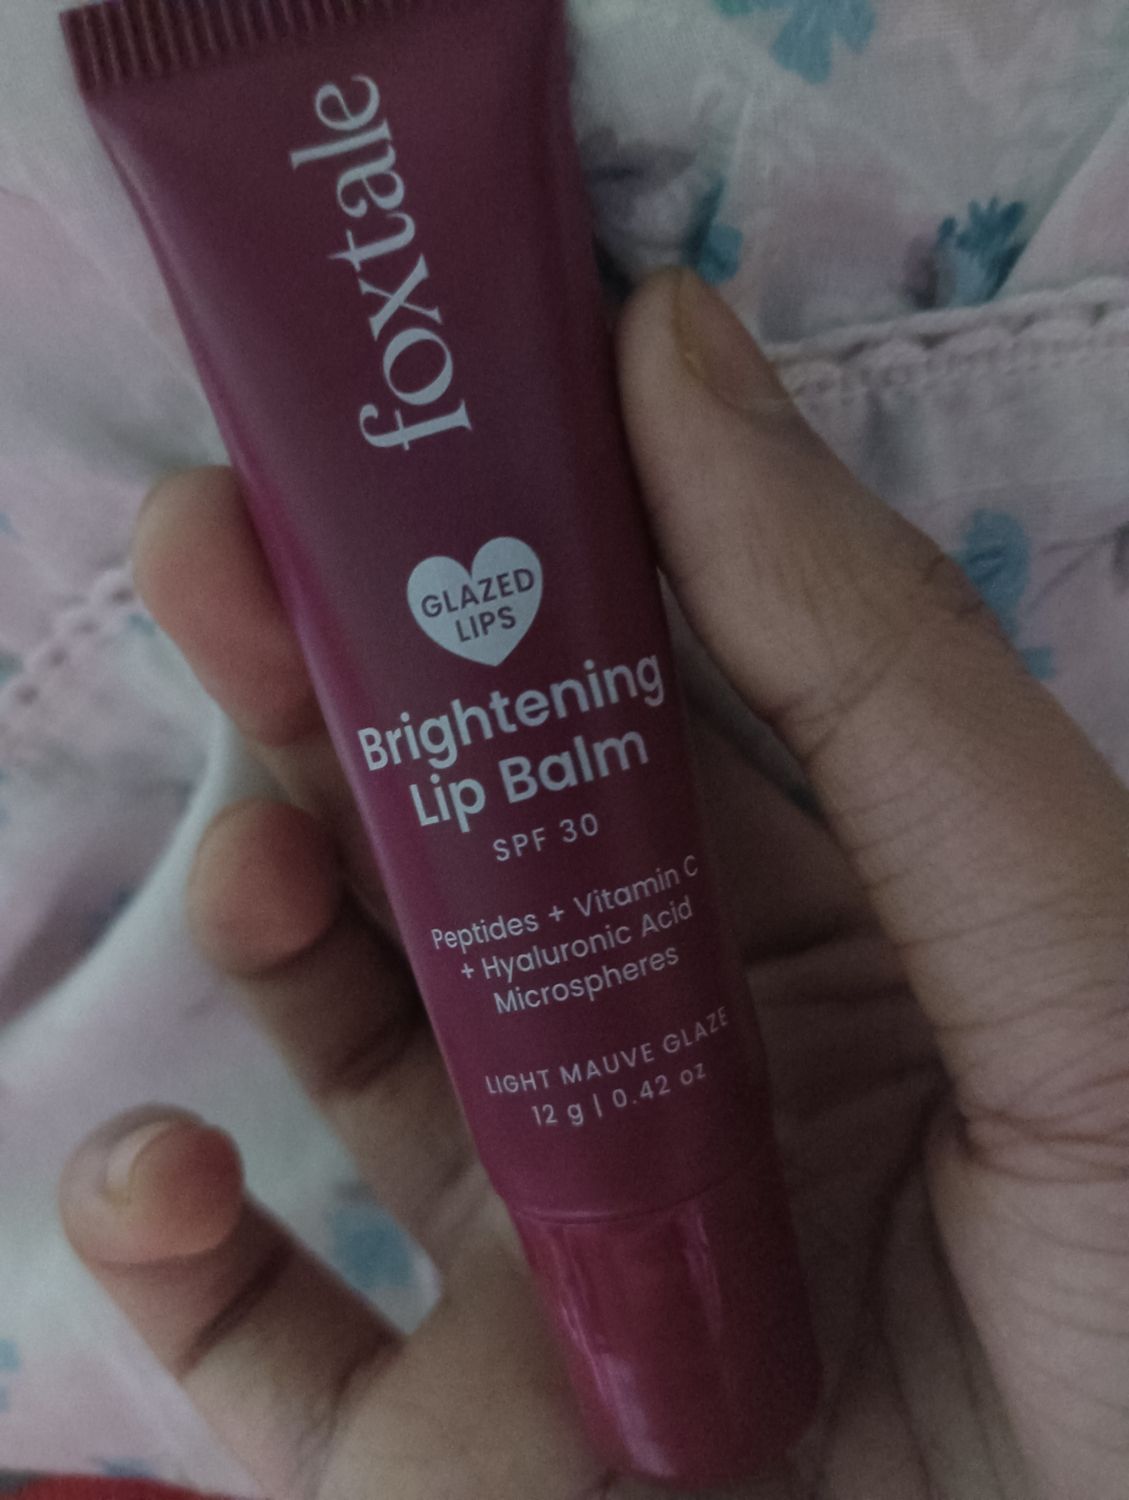 foxtale
GLAZED
LIPS
Brightening
Lip Balm
SPF 30
Peptides + Vitamin C
+ Hyaluronic Acid
Microspheres
LIGHT MAUVE GLAZE
12 g | 0.42 oz